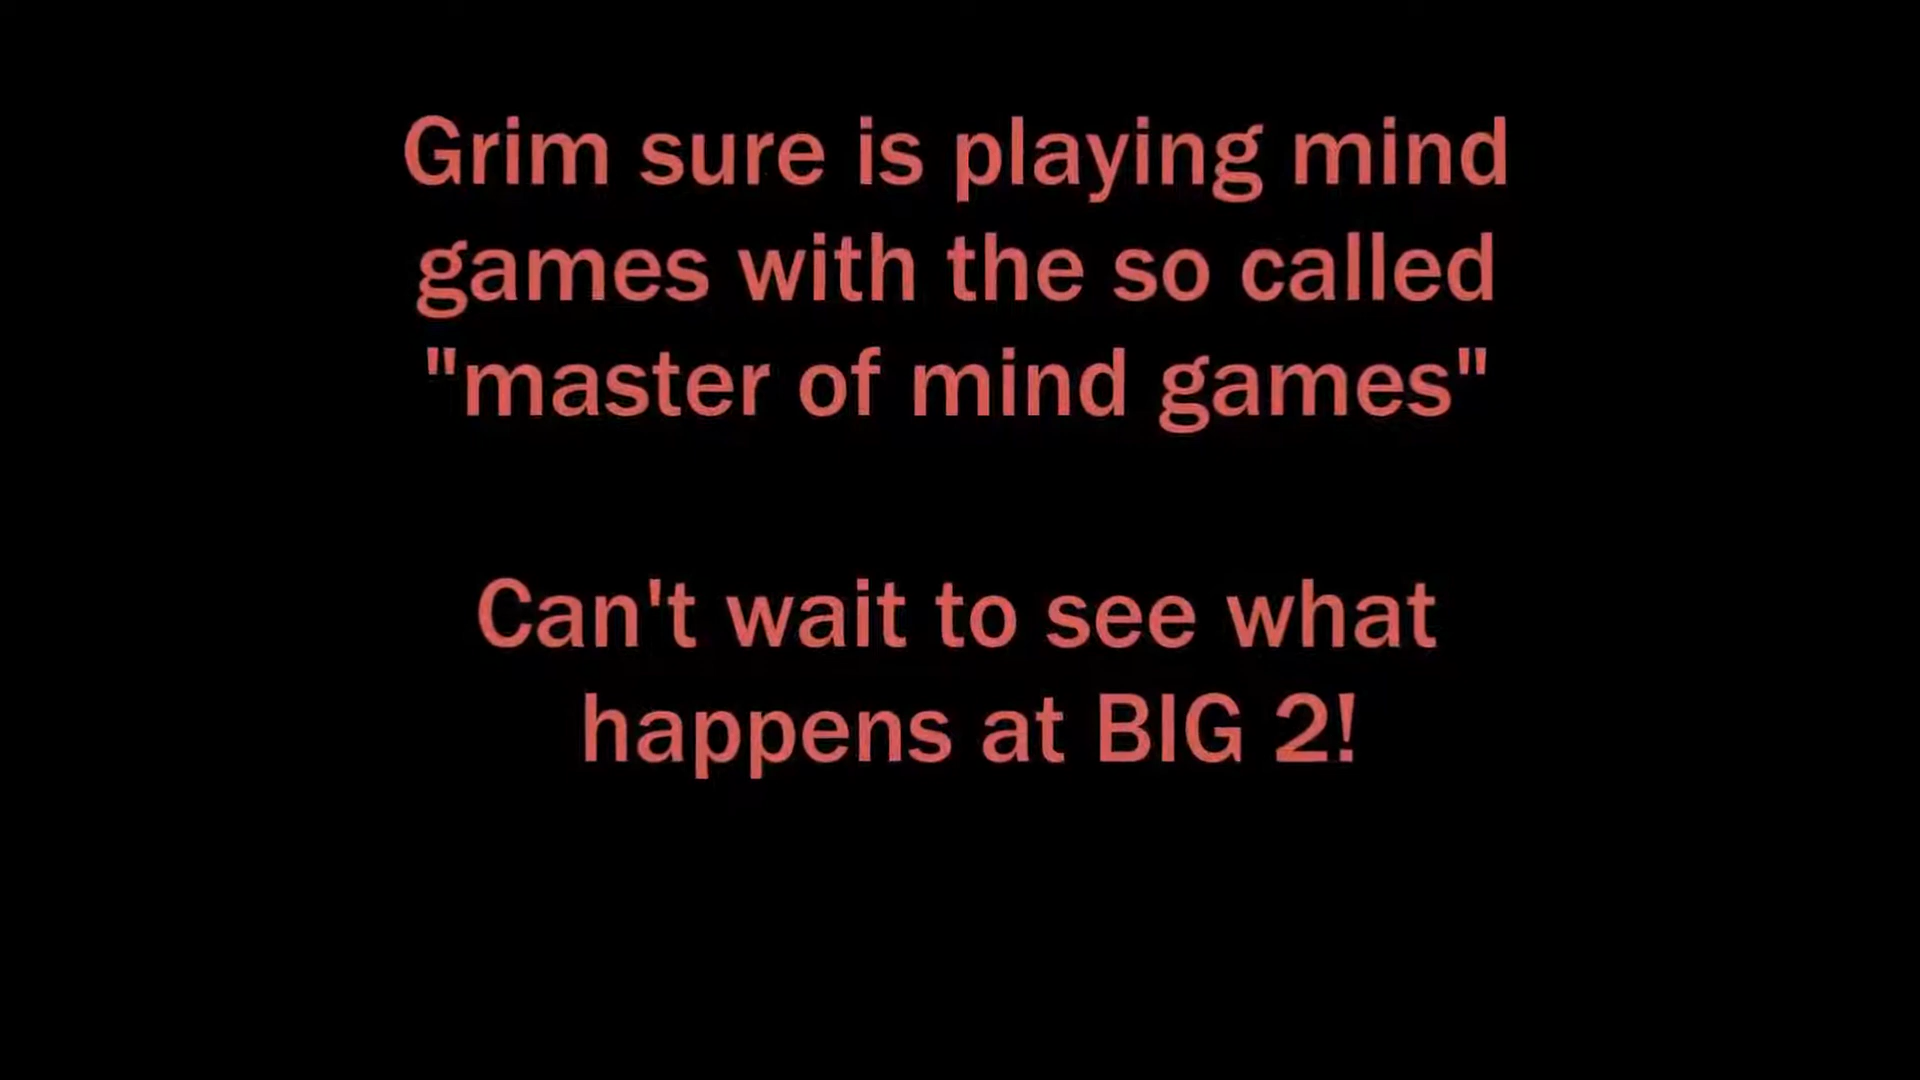 Grim sure is playing mind
games with the so called
"master of mind games"
Can't wait to see what
happens at BIG 2!